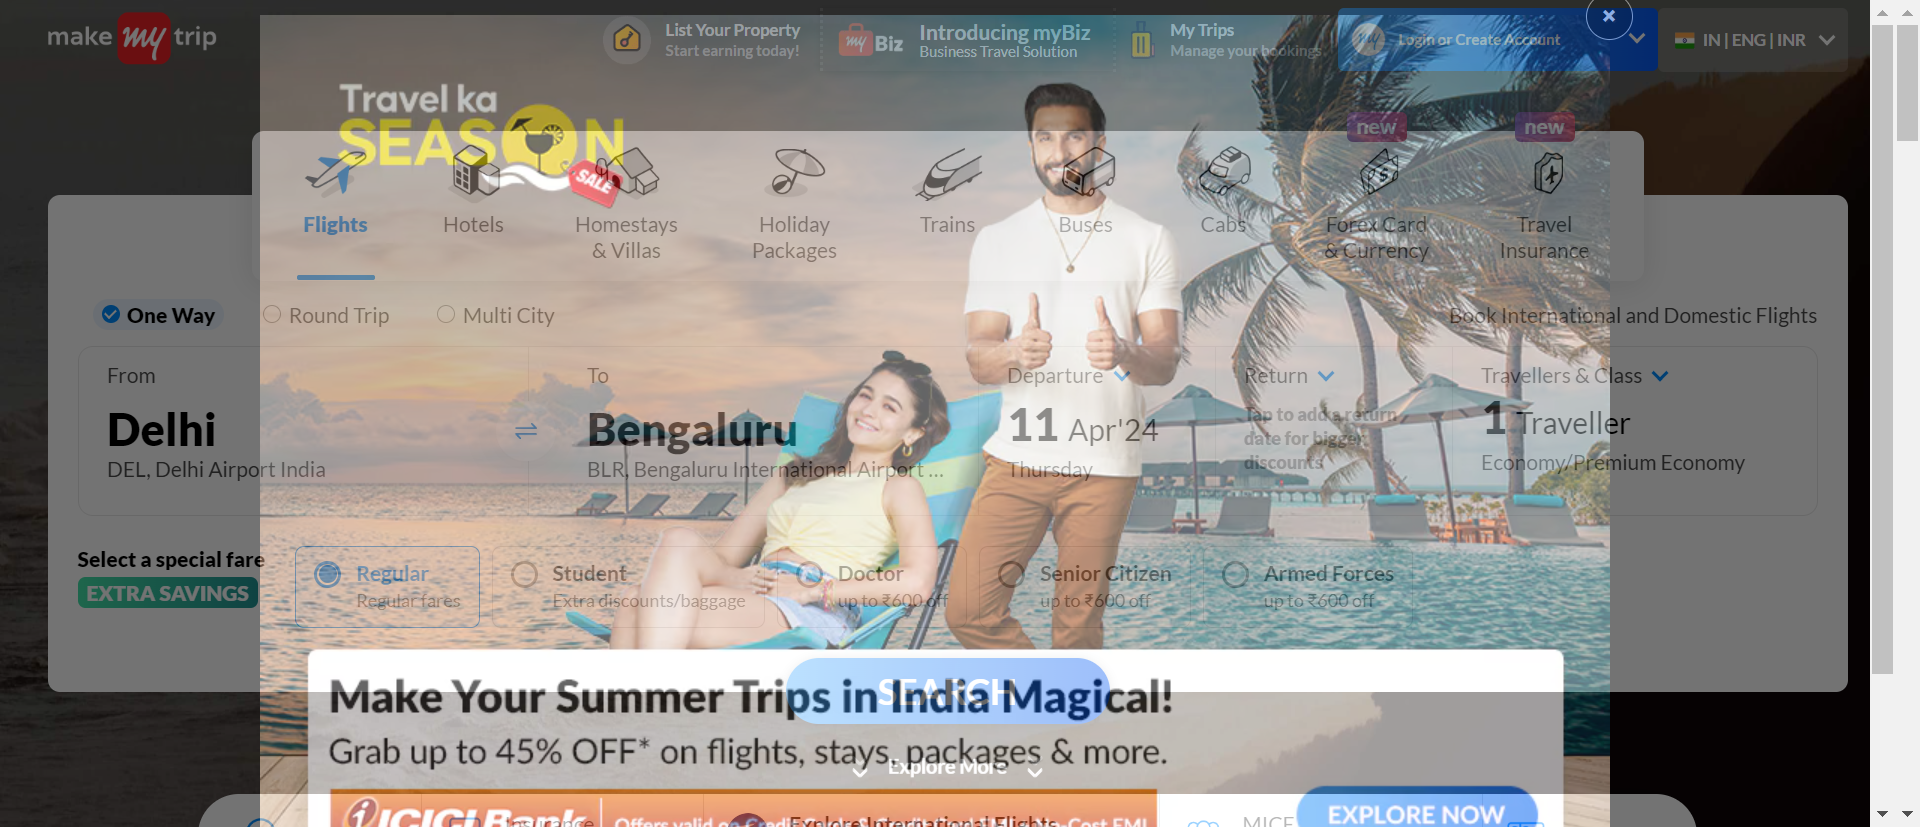 make my trip
List Your Property
Start earning today!
my Biz
Introducing myBiz
Business Travel Solution
My Trips
Manage your bookings
my
Login or Create Account
IN | ENG | INR
Travel ka
SEASON
SALE
new
new
Flights
Hotels
Homestays
& Villas
Holiday
Packages
Trains
Buses
Cabs
Forex Card
& Currency
Travel
Insurance
One Way
Round Trip
Multi City
Book International and Domestic Flights
From
Delhi
DEL, Delhi Airport India
To
Bengaluru
BLR, Bengaluru International Airport ...
Departure
11 Apr'24
Thursday
Return
Tap to add a return
date for bigger
discounts
Travellers & Class
1 Traveller
Economy/Premium Economy
Select a special fare
EXTRA SAVINGS
Regular
Regular fares
Student
Extra discounts/baggage
Doctor
up to ₹600 off
Senior Citizen
up to ₹600 off
Armed Forces
up to ₹600 off
SEARCH
Make Your Summer Trips in India Magical!
Grab up to 45% OFF* on flights, stays, packages & more.
Explore More
ICICI Bank
Offers valid on Credit
No-Cost EMI
Insurance
Explore International Flights
MICE
EXPLORE NOW